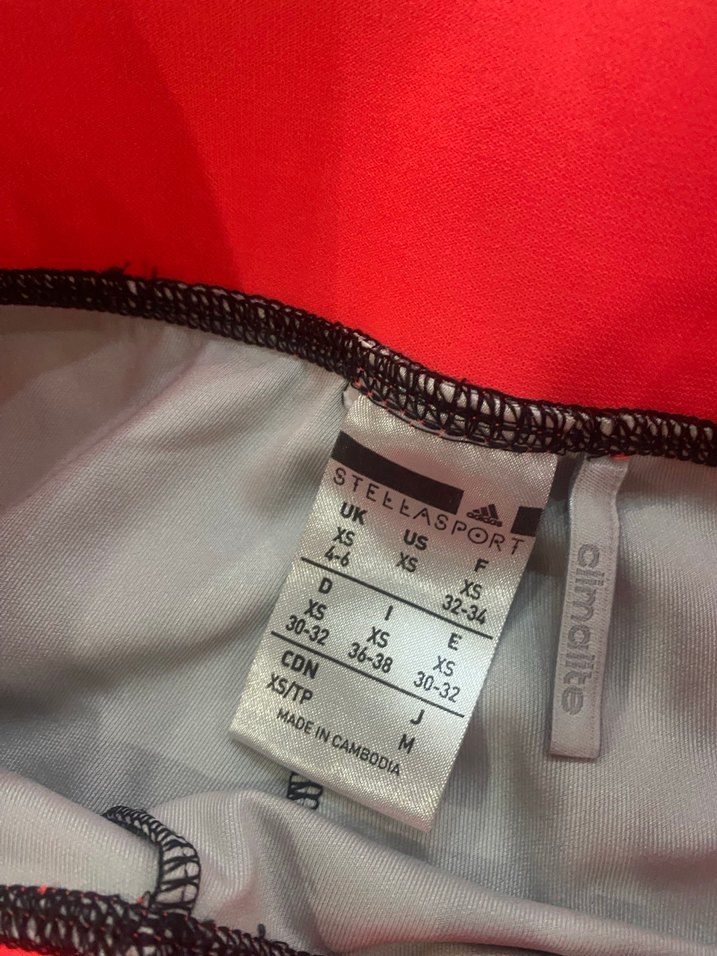 adidas
STELLASPORT
UK US F
XS XS XS
4-6 32-34
D I E
XS XS XS
30-32 36-38 30-32
CDN J
XS/TP M
MADE IN CAMBODIA
climalite